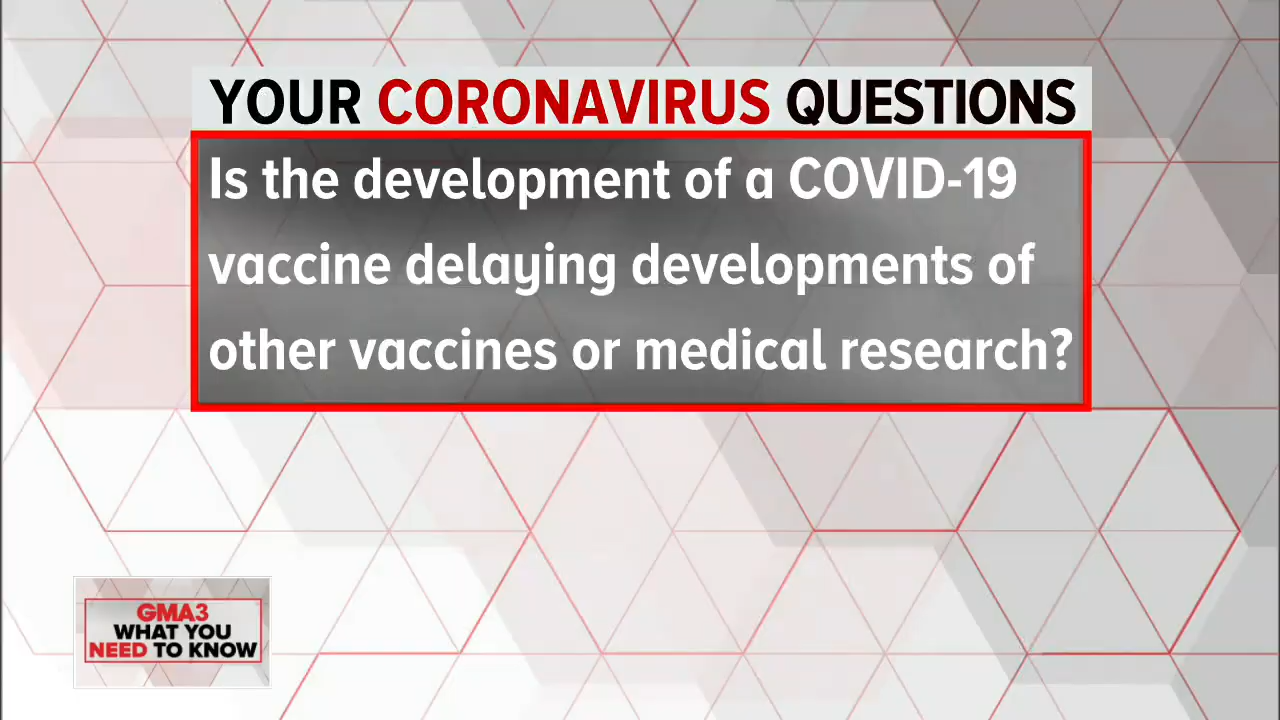 YOUR CORONAVIRUS QUESTIONS
Is the development of a COVID-19
vaccine delaying developments of
other vaccines or medical research?
GMA3
WHAT YOU
NEED TO KNOW